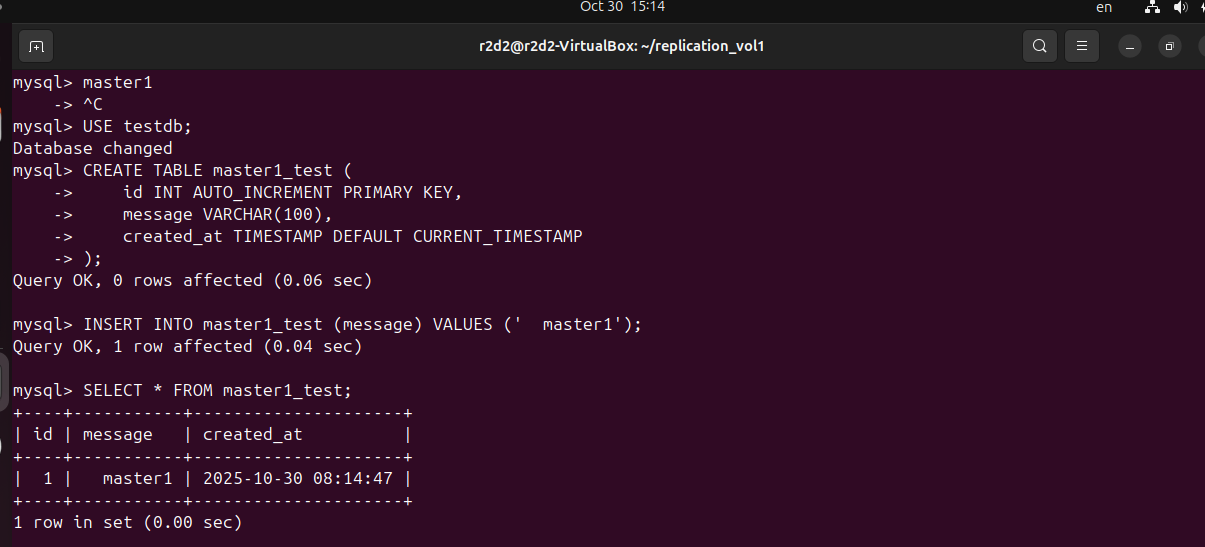 Oct 30 15:14
en
r2d2@r2d2-VirtualBox: ~/replication_vol1
mysql> master1
    -> ^C
mysql> USE testdb;
Database changed
mysql> CREATE TABLE master1_test (
    ->     id INT AUTO_INCREMENT PRIMARY KEY,
    ->     message VARCHAR(100),
    ->     created_at TIMESTAMP DEFAULT CURRENT_TIMESTAMP
    -> );
Query OK, 0 rows affected (0.06 sec)

mysql> INSERT INTO master1_test (message) VALUES ('  master1');
Query OK, 1 row affected (0.04 sec)

mysql> SELECT * FROM master1_test;
+----+-----------+---------------------+
| id | message   | created_at          |
+----+-----------+---------------------+
|  1 |   master1 | 2025-10-30 08:14:47 |
+----+-----------+---------------------+
1 row in set (0.00 sec)